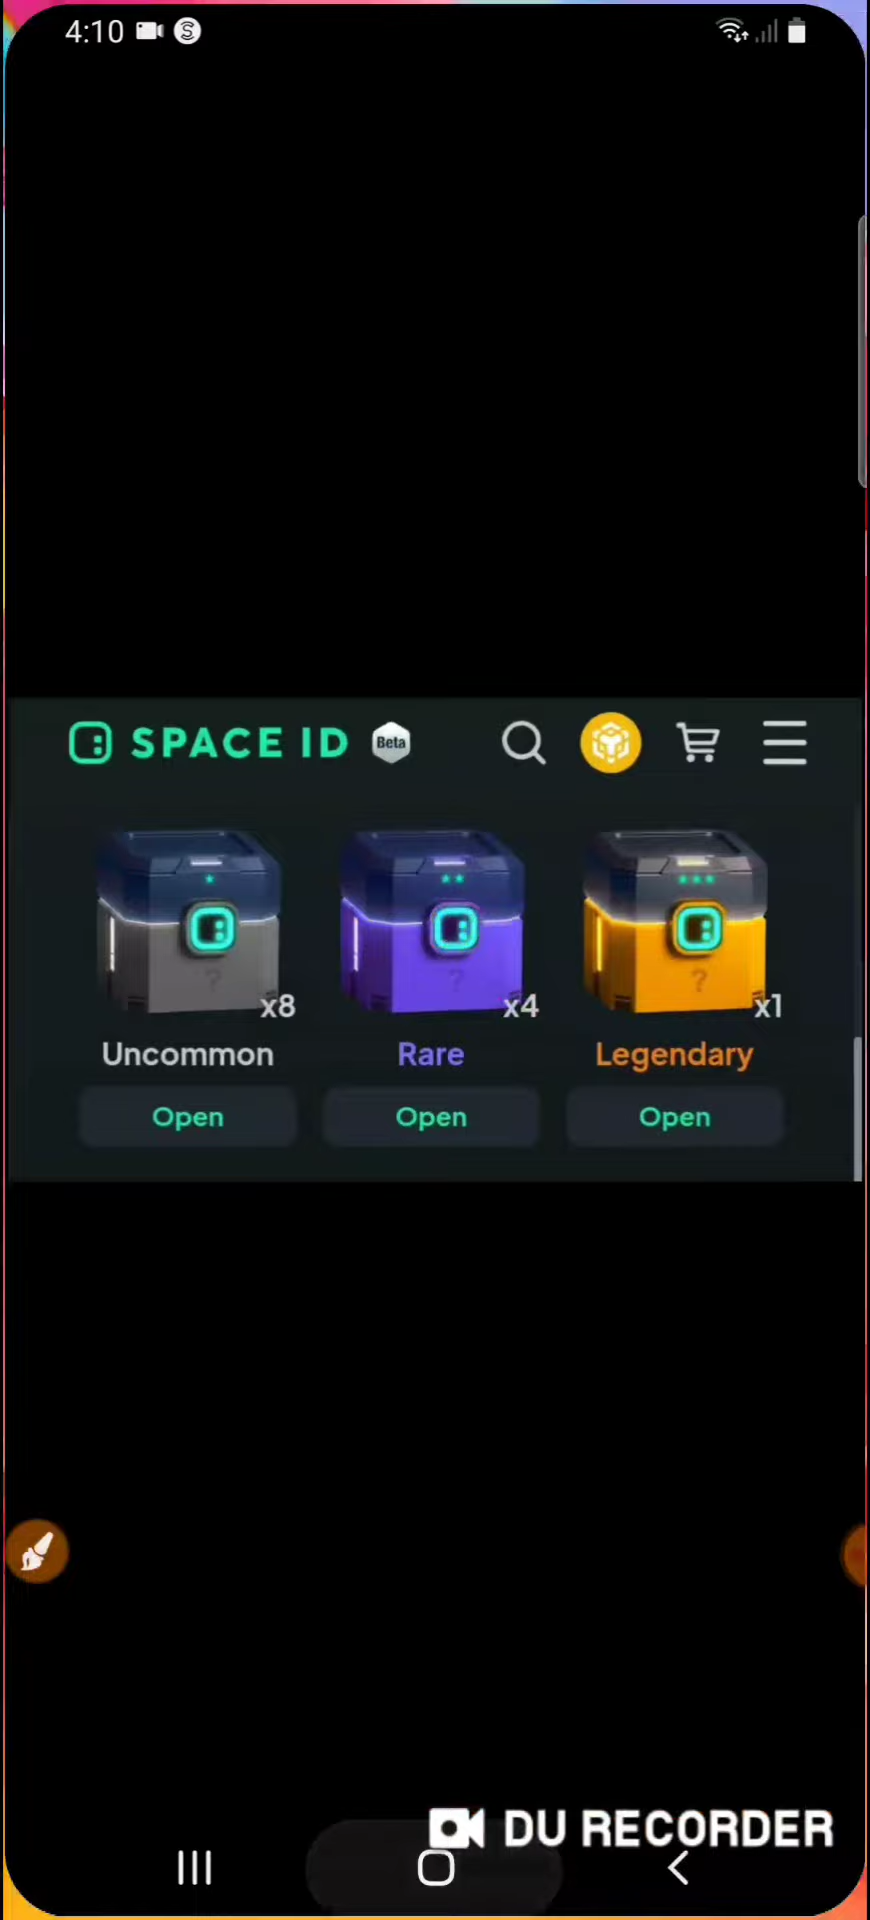 4:10
SPACE ID Beta
x8 x4 x1
Uncommon Rare Legendary
Open Open Open
DU RECORDER